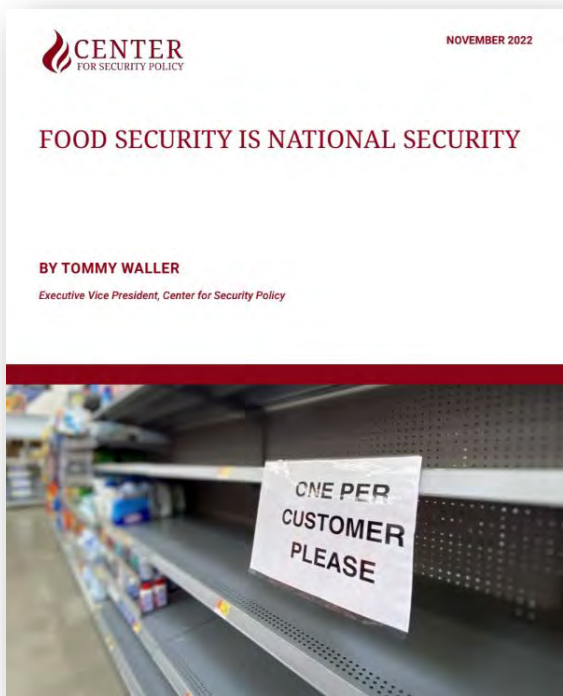 CENTER
FOR SECURITY POLICY
NOVEMBER 2022
FOOD SECURITY IS NATIONAL SECURITY
BY TOMMY WALLER
Executive Vice President, Center for Security Policy
ONE PER
CUSTOMER
PLEASE